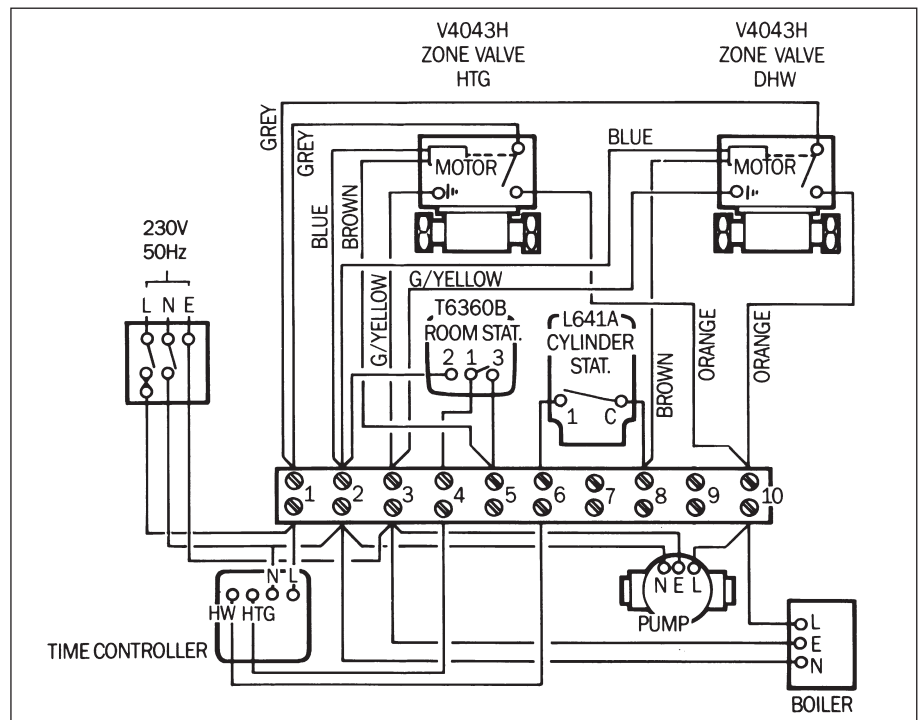 V4043H
ZONE VALVE
HTG
V4043H
ZONE VALVE
DHW
GREY
GREY
BLUE
BROWN
BLUE
MOTOR
MOTOR
230V
50Hz
L N E
G/YELLOW
G/YELLOW
T6360B
ROOM STAT.
2 1 3
L641A
CYLINDER
STAT.
1 C
BROWN
ORANGE
ORANGE
1 2 3 4 5 6 7 8 9 10
N L
HW HTG
TIME CONTROLLER
N E L
PUMP
L
E
N
BOILER